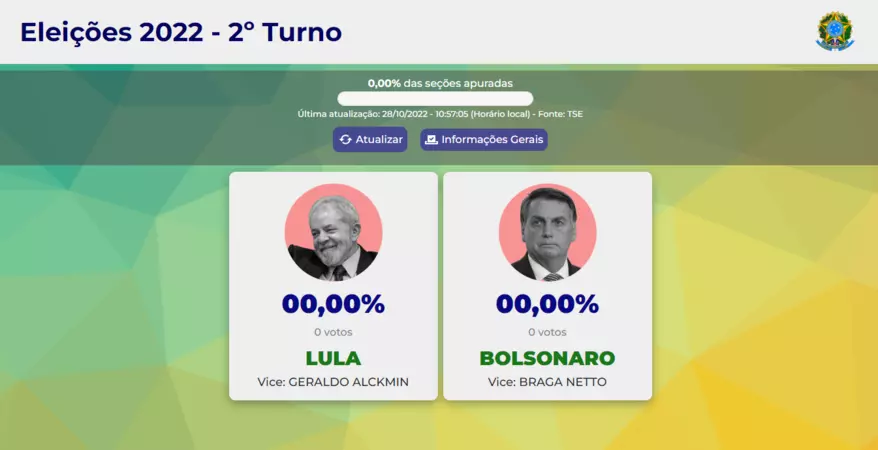 Eleições 2022 - 2º Turno
0,00% das seções apuradas
Última atualização: 28/10/2022 - 10:57:05 (Horário local) - Fonte: TSE
Atualizar
Informações Gerais
00,00%
0 votos
LULA
Vice: GERALDO ALCKMIN
00,00%
0 votos
BOLSONARO
Vice: BRAGA NETTO